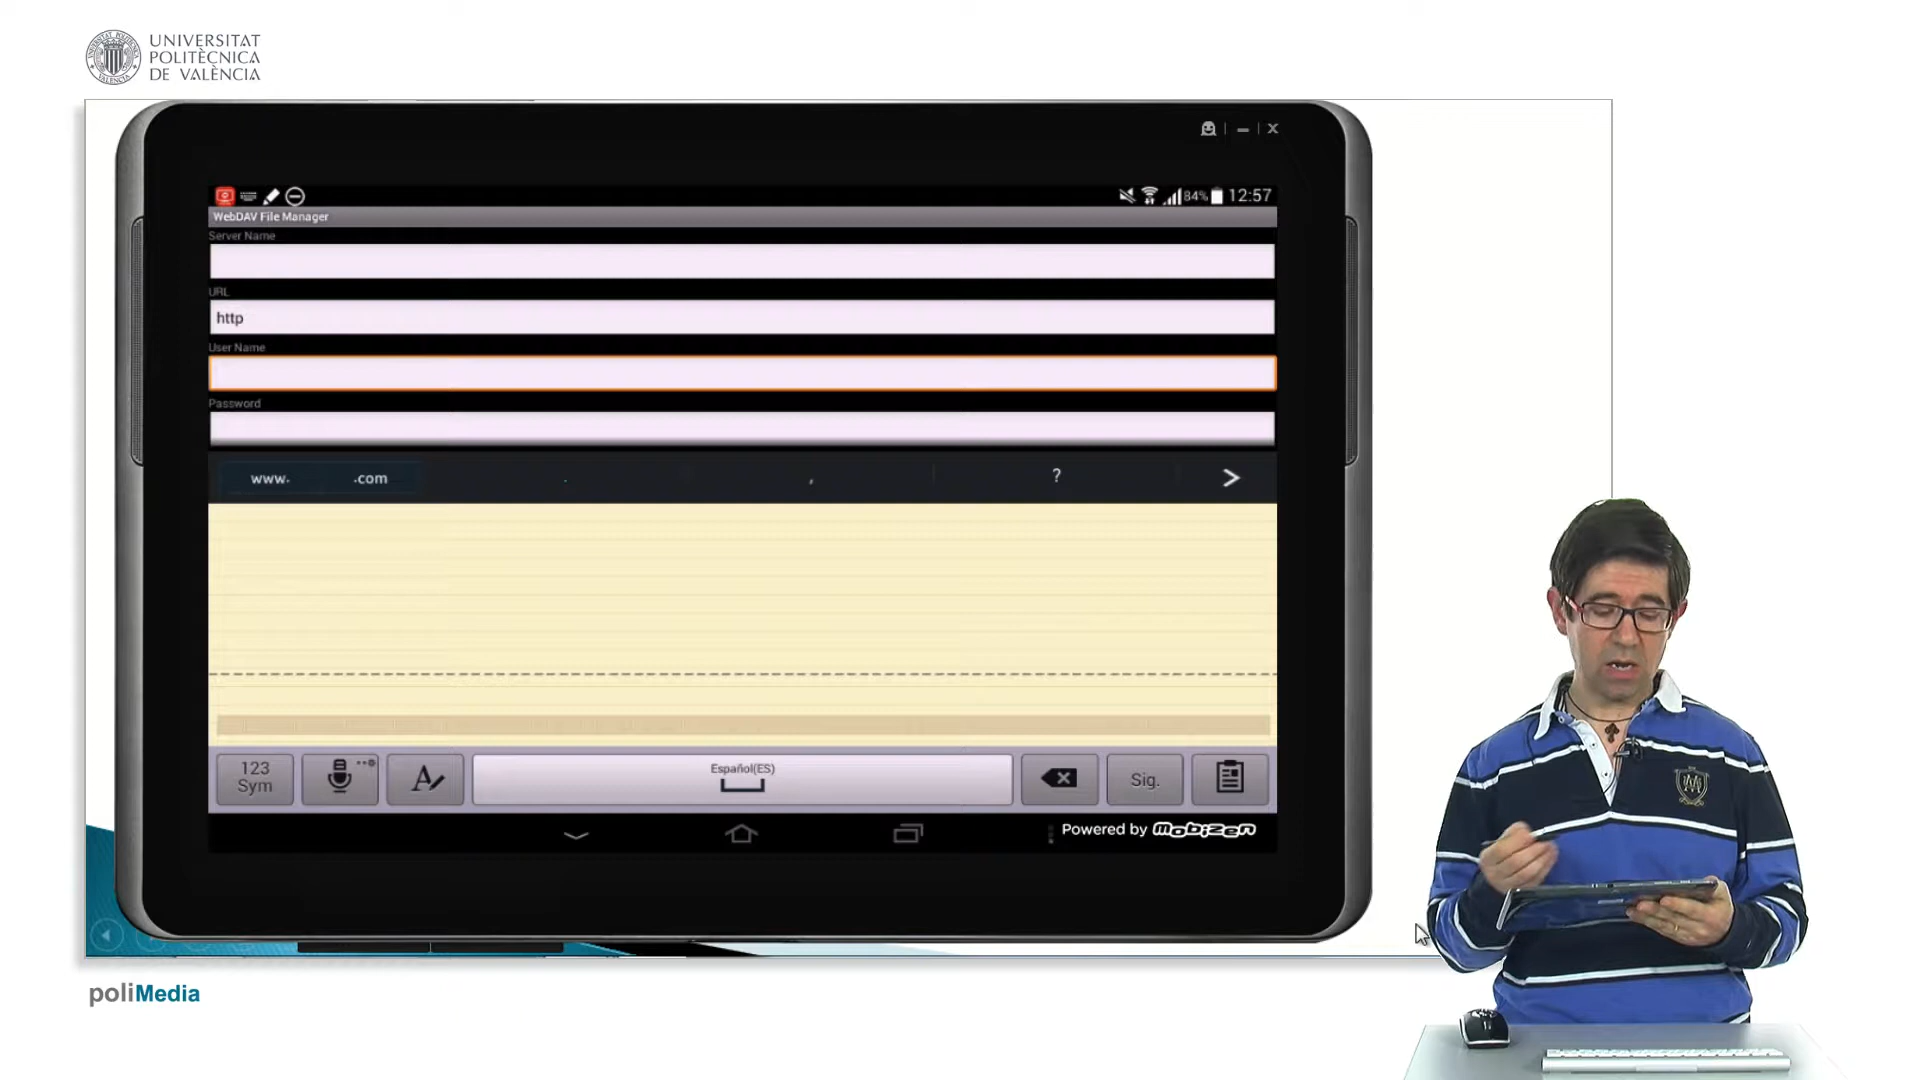 UNIVERSITAT
POLITÈCNICA
DE VALÈNCIA
84% 12:57
WebDAV File Manager
Server Name
URL
http
User Name
Password
www. .com . , ?
123
Sym
Español(ES)
Sig.
Powered by mobizen
poliMedia